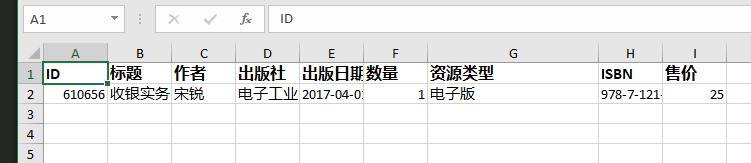 A1 ID
A B C D E F G H I
1 ID 标题 作者 出版社 出版日期 数量 资源类型 ISBN 售价
2 610656 收银实务 宋锐 电子工业 2017-04-01 1 电子版 978-7-121- 25
3
4
5